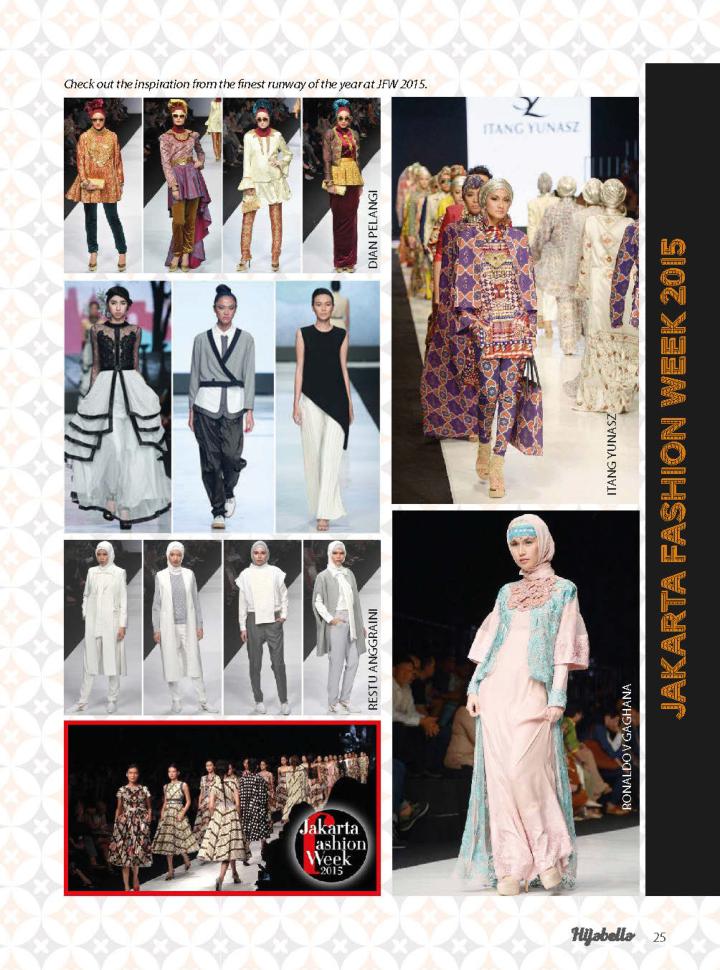 Check out the inspiration from the finest runway of the year at JFW 2015.
DIAN PELANGI
ITANG YUNASZ
ITANG YUNASZ
RESTU ANGGRAINI
RONALDO V GAGHANA
Jakarta
fashion
Week
2015
JAKARTA FASHION WEEK 2015
Hijabella 25